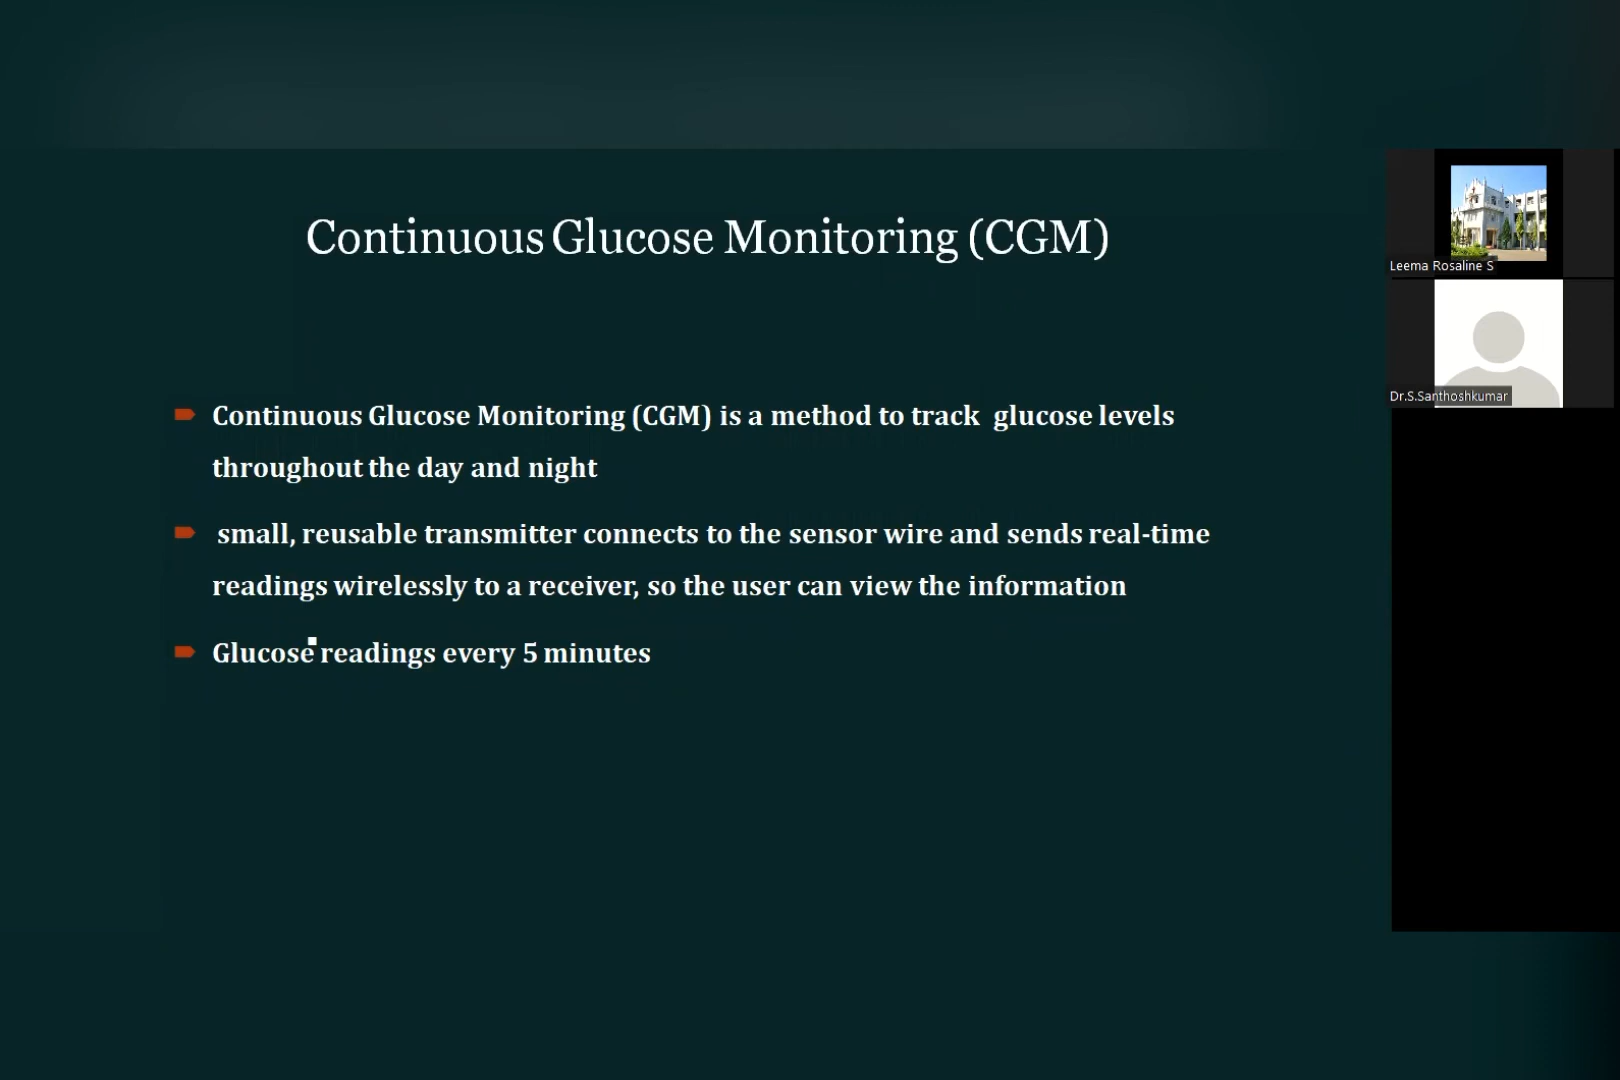 Continuous Glucose Monitoring (CGM)
Leema Rosaline S
Dr.S.Santhoshkumar
Continuous Glucose Monitoring (CGM) is a method to track glucose levels
throughout the day and night
small, reusable transmitter connects to the sensor wire and sends real-time
readings wirelessly to a receiver, so the user can view the information
Glucose readings every 5 minutes